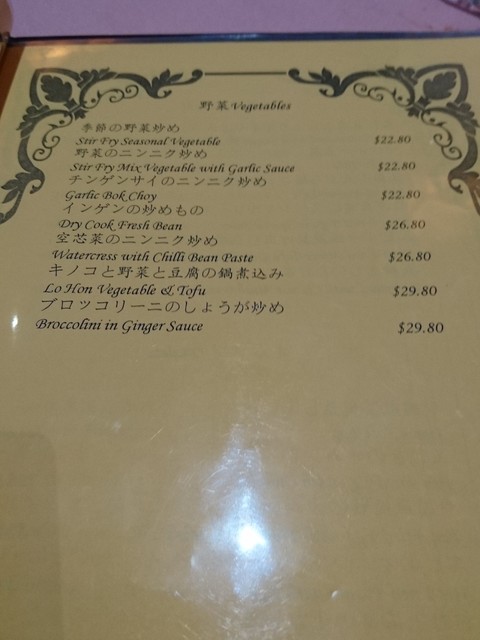 野菜 Vegetables
季節の野菜炒め
Stir Fry Seasonal Vegetable $22.80
野菜のニンニク炒め
Stir Fry Mix Vegetable with Garlic Sauce $22.80
チンゲンサイのニンニク炒め
Garlic Bok Choy $22.80
インゲンの炒めもの
Dry Cook Fresh Bean $26.80
空芯菜のニンニク炒め
Watercress with Chilli Bean Paste $26.80
キノコと野菜と豆腐の鍋煮込み
Lo Hon Vegetable & Tofu $29.80
ブロッコリーニのしょうが炒め
Broccolini in Ginger Sauce $29.80